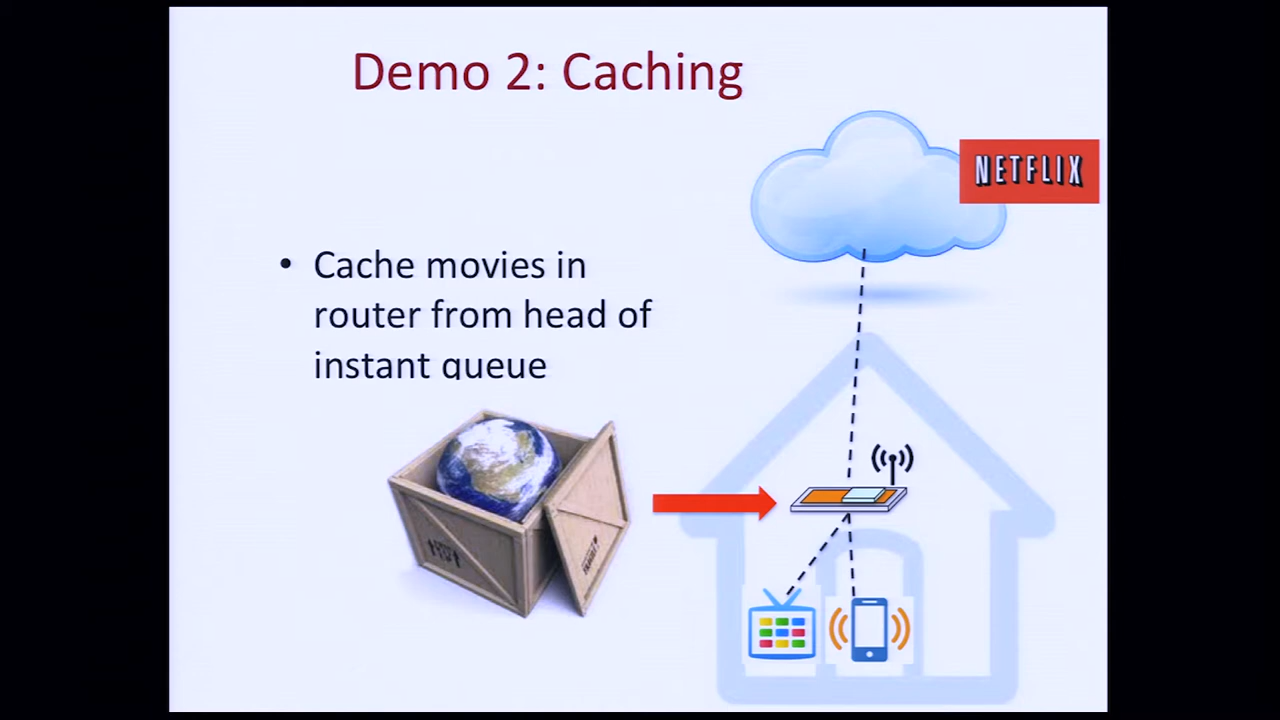 Demo 2: Caching
NETFLIX
• Cache movies in
router from head of
instant queue